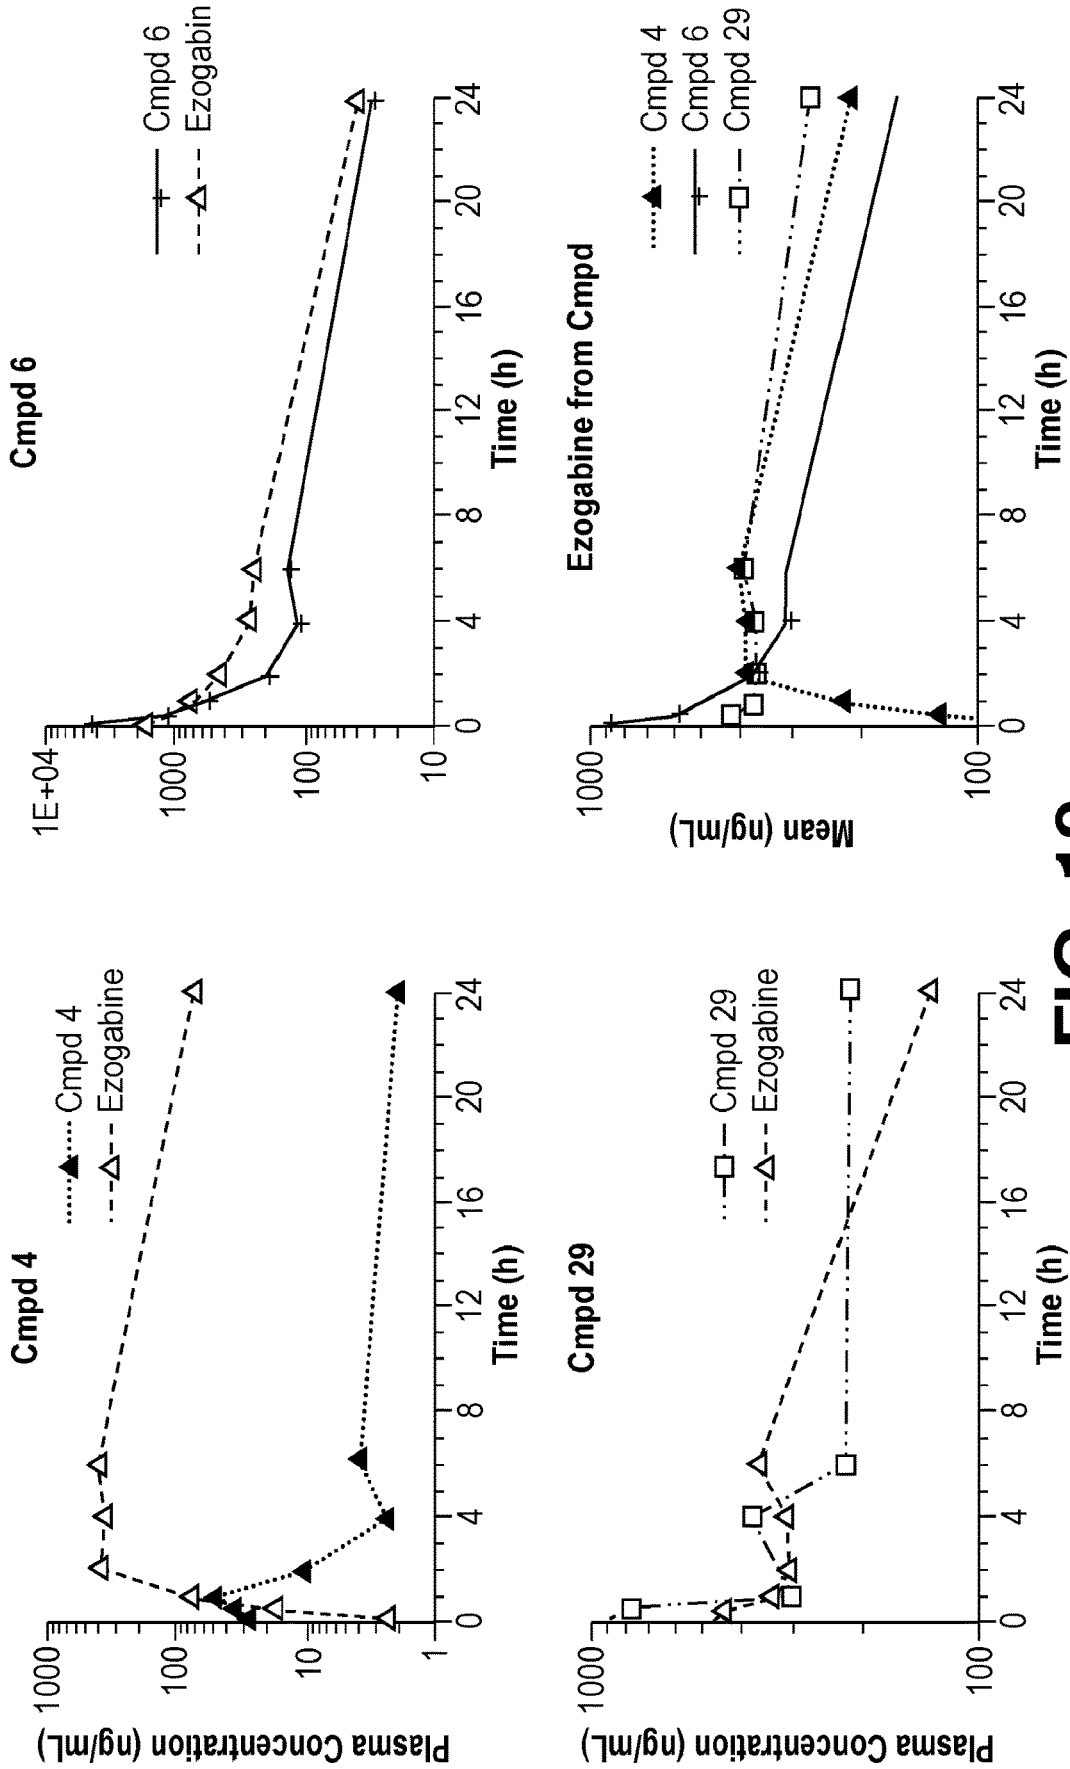 Cmpd 4
Plasma Concentration (ng/mL)
1000
100
10
1
0 4 8 12 16 20 24
Time (h)
Cmpd 4
Ezogabine
Cmpd 6
1E+04
1000
100
10
0 4 8 12 16 20 24
Time (h)
Cmpd 6
Ezogabin
Cmpd 29
Plasma Concentration (ng/mL)
1000
100
0 4 8 12 16 20 24
Time (h)
Cmpd 29
Ezogabine
Ezogabine from Cmpd
Mean (ng/mL)
1000
100
0 4 8 12 16 20 24
Time (h)
Cmpd 4
Cmpd 6
Cmpd 29